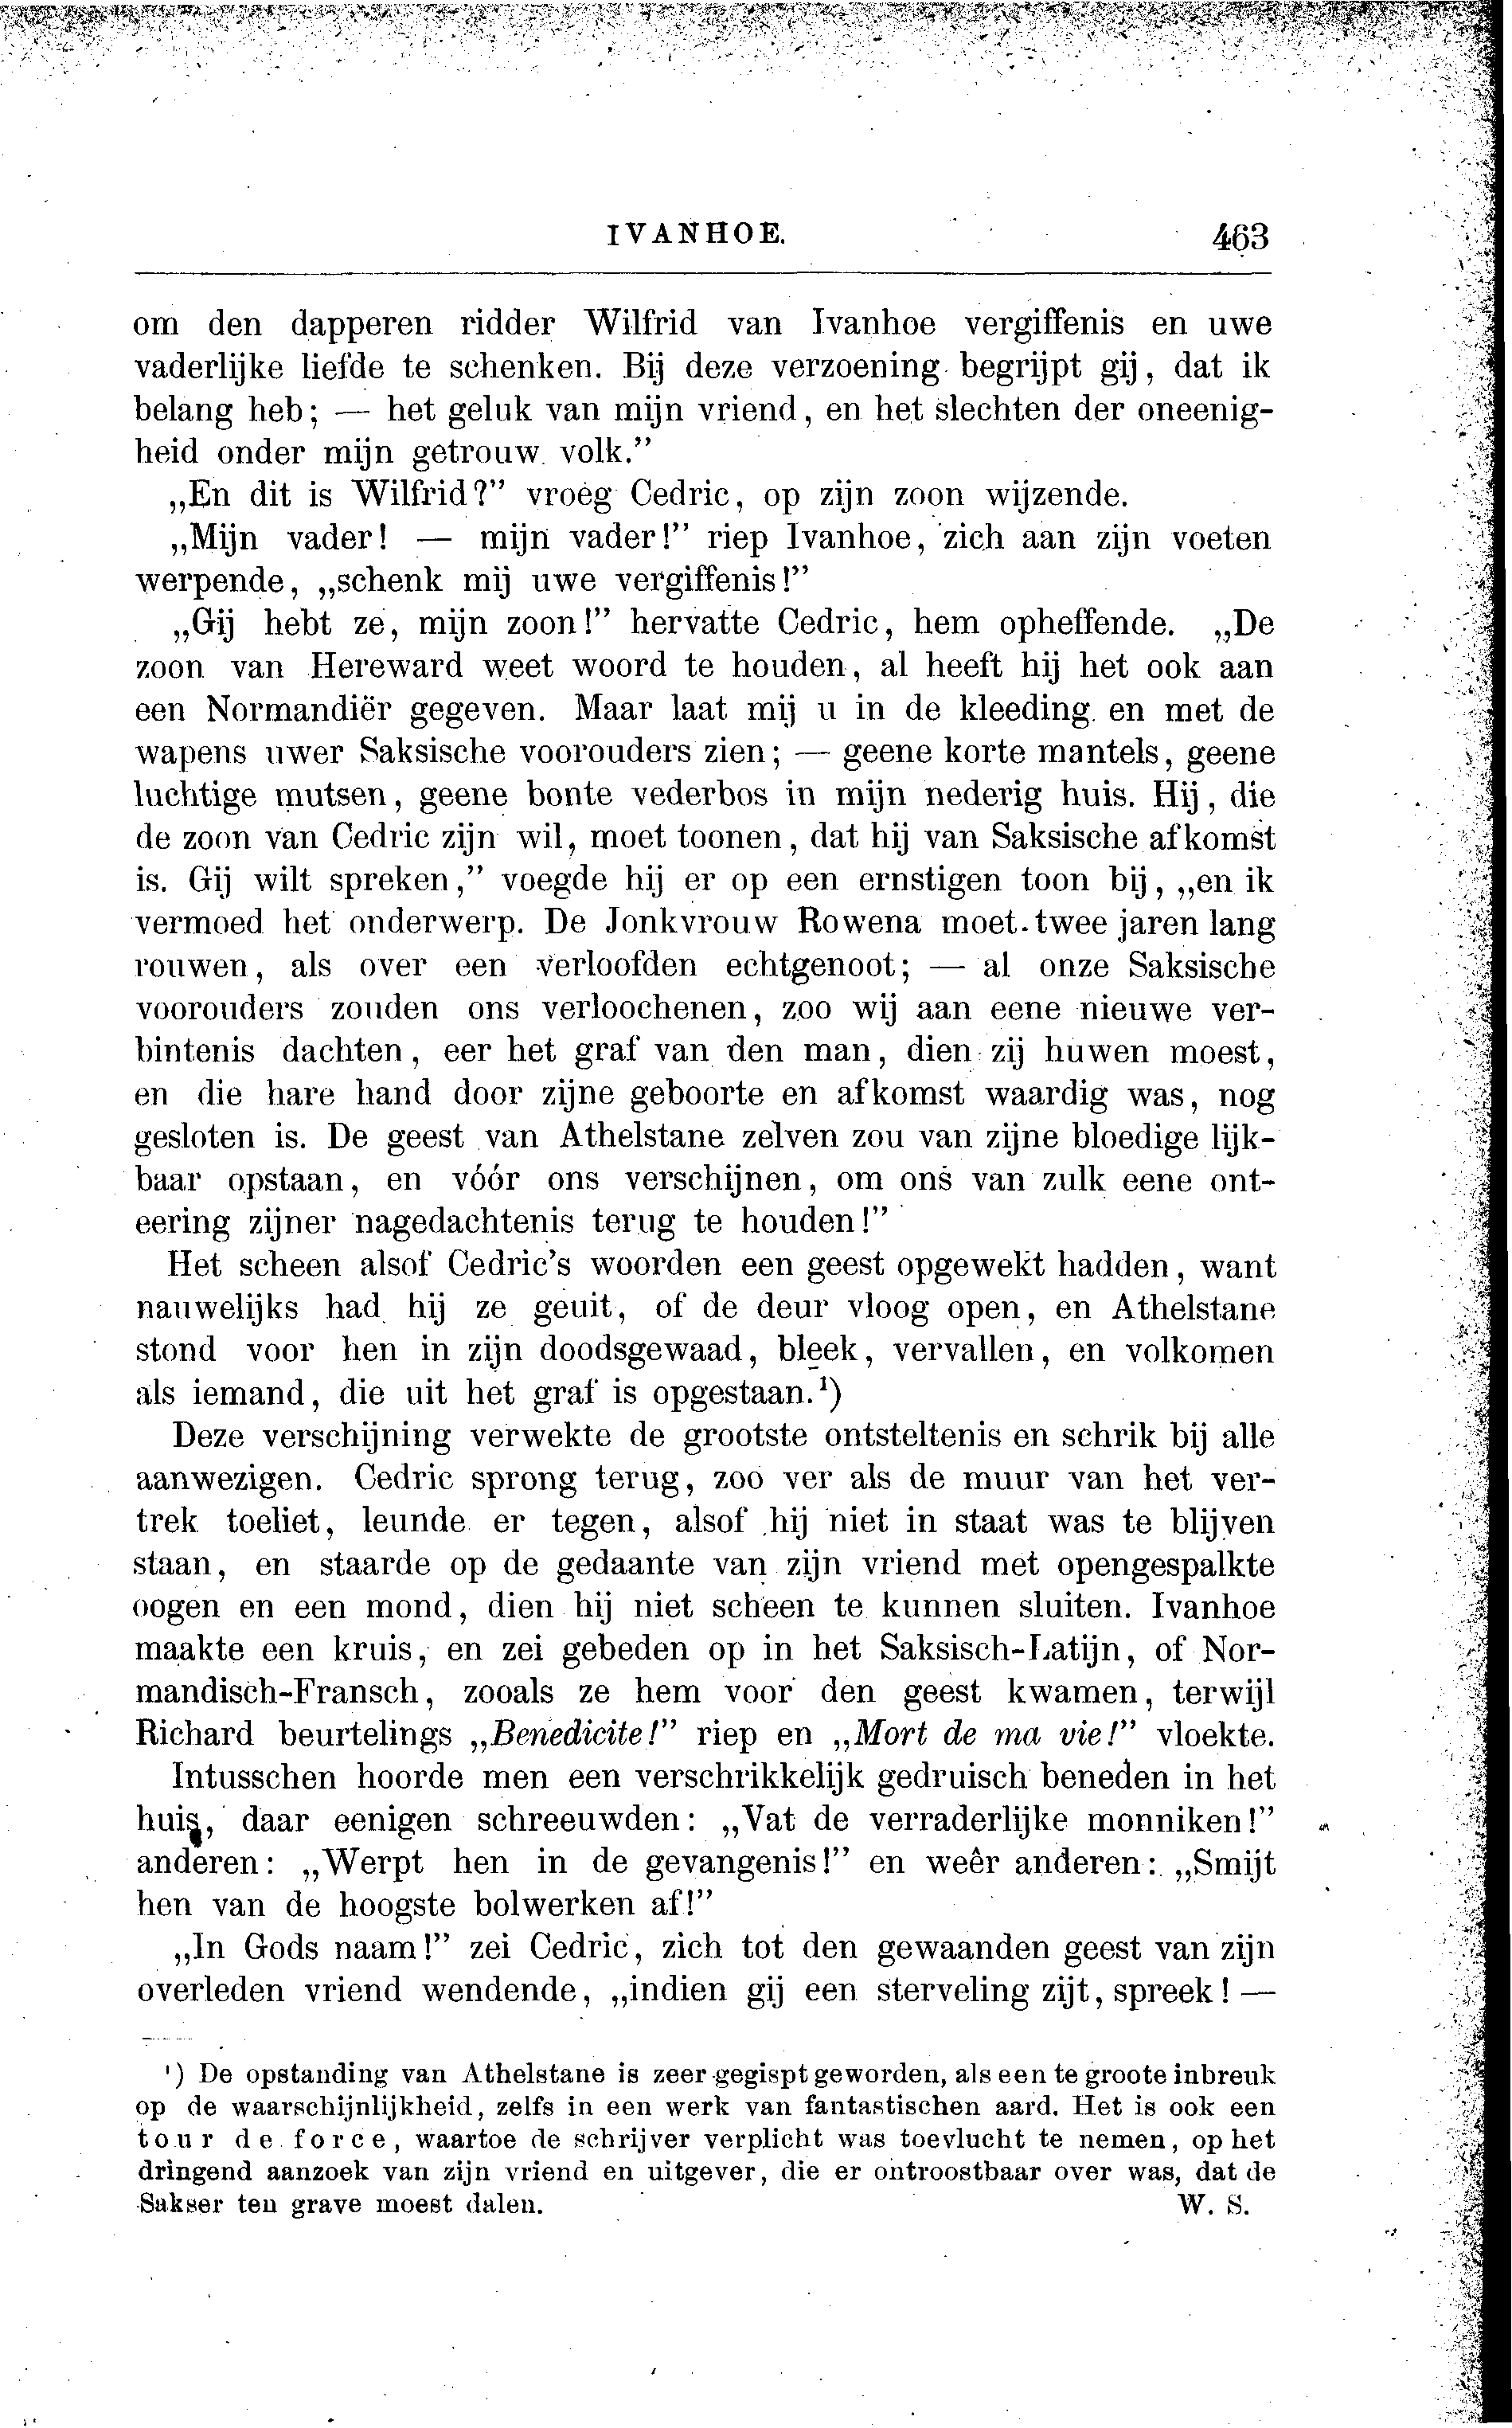 IVANHOE. 463
om den dapperen ridder Wilfrid van Ivanhoe vergiffenis en uwe
vaderlijke liefde te schenken. Bij deze verzoening begrijpt gij, dat ik
belang heb; — het geluk van mijn vriend, en het slechten der oneenig-
heid onder mijn getrouw volk.”
„En dit is Wilfrid?” vroeg Cedric, op zijn zoon wijzende.
„Mijn vader! — mijn vader!” riep Ivanhoe, zich aan zijn voeten
werpende, „schenk mij uwe vergiffenis!”
„Gij hebt ze, mijn zoon!” hervatte Cedric, hem opheffende. „De
zoon van Hereward weet woord te houden, al heeft hij het ook aan
een Normandiër gegeven. Maar laat mij u in de kleeding en met de
wapens uwer Saksische voorouders zien; — geene korte mantels, geene
luchtige mutsen, geene bonte vederbos in mijn nederig huis. Hij, die
de zoon van Cedric zijn wil, moet toonen, dat hij van Saksische afkomst
is. Gij wilt spreken,” voegde hij er op een ernstigen toon bij, „en ik
vermoed het onderwerp. De Jonkvrouw Rowena moet twee jaren lang
rouwen, als over een verloofden echtgenoot; — al onze Saksische
voorouders zouden ons verloochenen, zoo wij aan eene nieuwe ver-
bintenis dachten, eer het graf van den man, dien zij huwen moest,
en die hare hand door zijne geboorte en afkomst waardig was, nog
gesloten is. De geest van Athelstane zelven zou van zijne bloedige lijk-
baar opstaan, en vóór ons verschijnen, om ons van zulk eene ont-
eering zijner nagedachtenis terug te houden!”
Het scheen alsof Cedric’s woorden een geest opgewekt hadden, want
nauwelijks had hij ze geuit, of de deur vloog open, en Athelstane
stond voor hen in zijn doodsgewaad, bleek, vervallen, en volkomen
als iemand, die uit het graf is opgestaan.¹)
Deze verschijning verwekte de grootste ontsteltenis en schrik bij alle
aanwezigen. Cedric sprong terug, zoo ver als de muur van het ver-
trek toeliet, leunde er tegen, alsof hij niet in staat was te blijven
staan, en staarde op de gedaante van zijn vriend met opengespalkte
oogen en een mond, dien hij niet scheen te kunnen sluiten. Ivanhoe
maakte een kruis, en zei gebeden op in het Saksisch-Latijn, of Nor-
mandisch-Fransch, zooals ze hem voor den geest kwamen, terwijl
Richard beurtelings „Benedicite!” riep en „Mort de ma vie!” vloekte.
Intusschen hoorde men een verschrikkelijk gedruisch beneden in het
huis, daar eenigen schreeuwden: „Vat de verraderlijke monniken!”
anderen: „Werpt hen in de gevangenis!” en weêr anderen: „Smijt
hen van de hoogste bolwerken af!”
„In Gods naam!” zei Cedric, zich tot den gewaanden geest van zijn
overleden vriend wendende, „indien gij een sterveling zijt, spreek! —
¹) De opstanding van Athelstane is zeer gegispt geworden, als een te groote inbreuk
op de waarschijnlijkheid, zelfs in een werk van fantastischen aard. Het is ook een
tour de force, waartoe de schrijver verplicht was toevlucht te nemen, op het
dringend aanzoek van zijn vriend en uitgever, die er ontroostbaar over was, dat de
Sakser ten grave moest dalen. W. S.